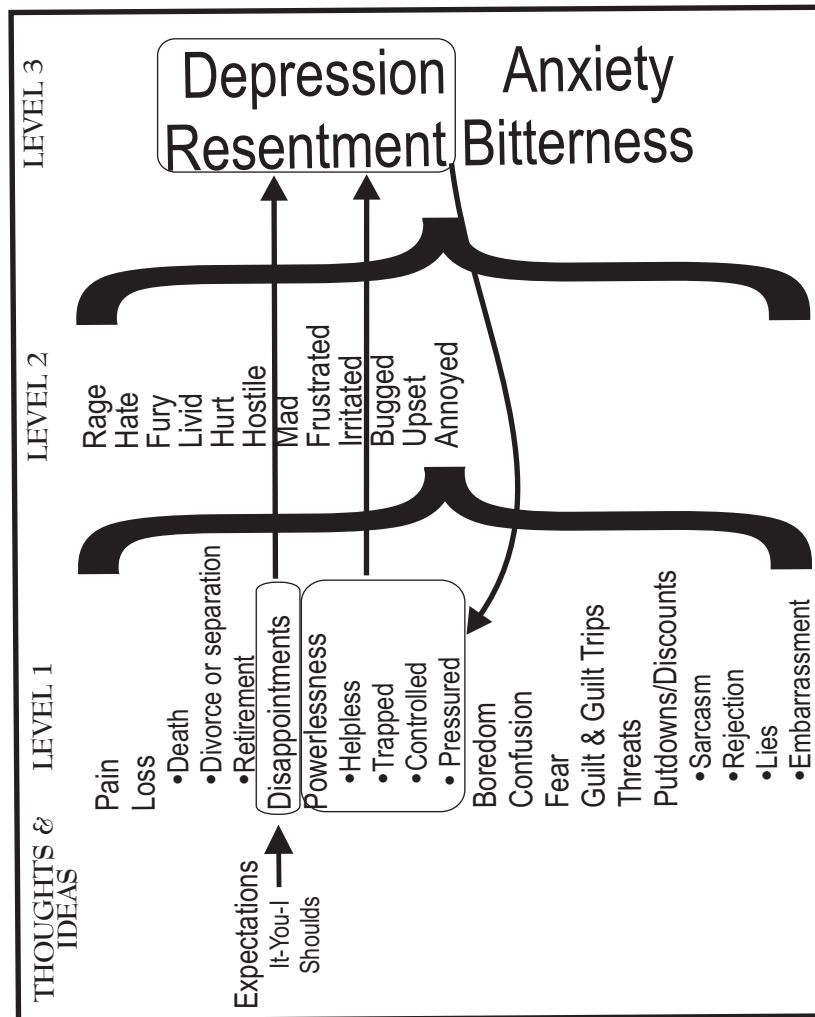 THOUGHTS &
IDEAS
Expectations
It-You-I
Shoulds
LEVEL 1
Pain
Loss
•Death
•Divorce or separation
•Retirement
Disappointments
Powerlessness
•Helpless
•Trapped
•Controlled
• Pressured
Boredom
Confusion
Fear
Guilt & Guilt Trips
Threats
Putdowns/Discounts
•Sarcasm
•Rejection
•Lies
•Embarrassment
LEVEL 2
Rage
Hate
Fury
Livid
Hurt
Hostile
Mad
Frustrated
Irritated
Bugged
Upset
Annoyed
LEVEL 3
Depression Anxiety
Resentment Bitterness